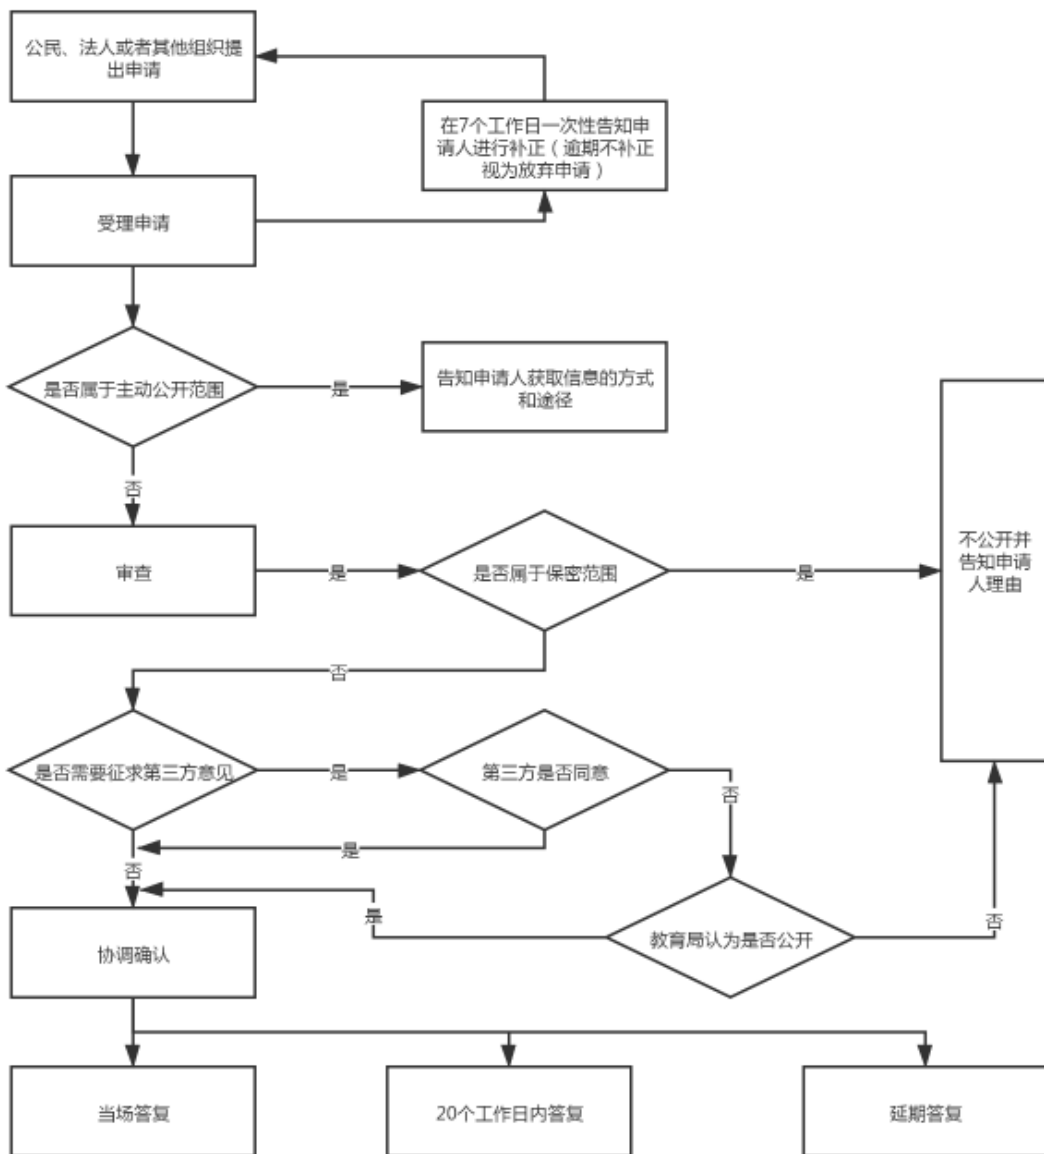 公民、法人或者其他组织提
出申请
在7个工作日一次性告知申
请人进行补正（逾期不补正
视为放弃申请）
受理申请
是否属于主动公开范围
是
告知申请人获取信息的方式
和途径
否
审查
是
是否属于保密范围
是
不公开并
告知申请
人理由
否
是否需要征求第三方意见
是
第三方是否同意
否
是
否
是
教育局认为是否公开
否
协调确认
当场答复
20个工作日内答复
延期答复